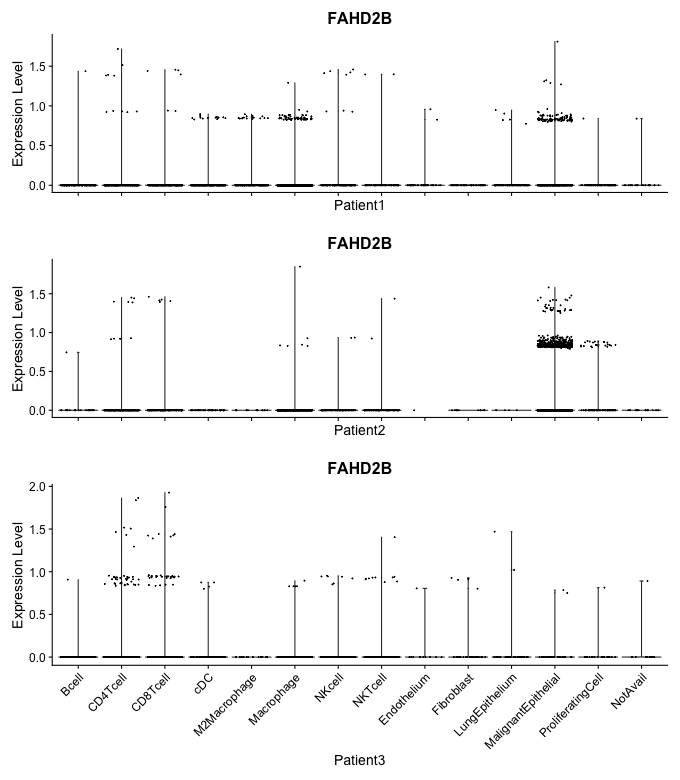 FAHD2B
Expression Level
1.5
1.0
0.5
0.0
Patient1
FAHD2B
Expression Level
1.5
1.0
0.5
0.0
Patient2
FAHD2B
Expression Level
2.0
1.5
1.0
0.5
0.0
Bcell
CD4Tcell
CD8Tcell
cDC
M2Macrophage
Macrophage
NKcell
NKTcell
Endothelium
Fibroblast
LungEpithelium
MalignantEpithelial
ProliferatingCell
NotAvail
Patient3